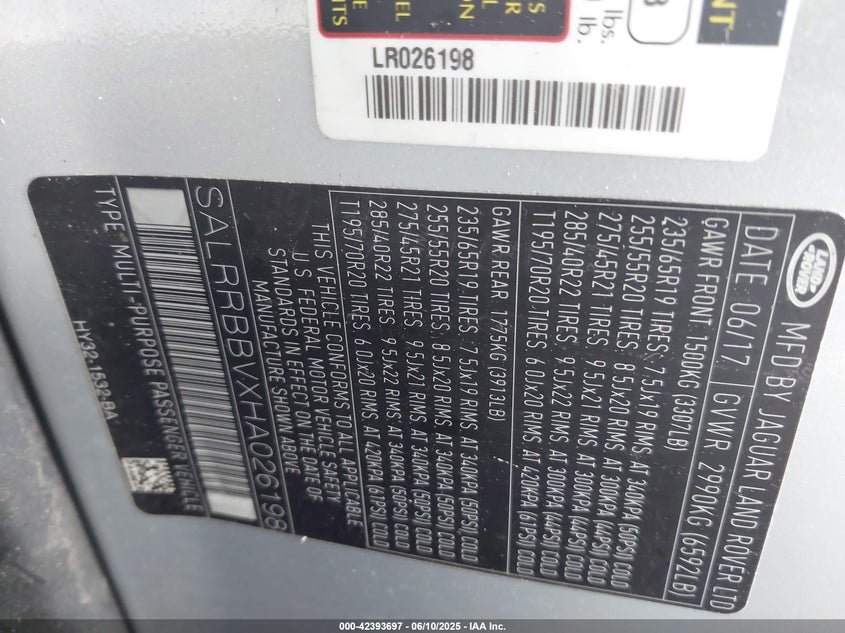 LR026198
LAND-
ROVER
MFD BY JAGUAR LAND ROVER LTD
DATE 06/17 GVWR 2990KG (6592LB)
GAWR FRONT 1500KG (3307LB)
235/65R19 TIRES 7.5Jx19 RIMS AT 340KPA (50PSI) COLD
255/55R20 TIRES 8.5Jx20 RIMS AT 300KPA (44PSI) COLD
275/45R21 TIRES 9.5Jx21 RIMS AT 300KPA (44PSI) COLD
285/40R22 TIRES 9.5Jx22 RIMS AT 300KPA (44PSI) COLD
T195/70R20 TIRES 6.0Jx20 RIMS AT 420KPA (61PSI) COLD
GAWR REAR 1775KG (3913LB)
235/65R19 TIRES 7.5Jx19 RIMS AT 340KPA (50PSI) COLD
255/55R20 TIRES 8.5Jx20 RIMS AT 340KPA (50PSI) COLD
275/45R21 TIRES 9.5Jx21 RIMS AT 340KPA (50PSI) COLD
285/40R22 TIRES 9.5Jx22 RIMS AT 340KPA (50PSI) COLD
T195/70R20 TIRES 6.0Jx20 RIMS AT 420KPA (61PSI) COLD
THIS VEHICLE CONFORMS TO ALL APPLICABLE
U.S. FEDERAL MOTOR VEHICLE SAFETY
STANDARDS IN EFFECT ON THE DATE OF
MANUFACTURE SHOWN ABOVE
SALRRBBVXHA026198
TYPE: MULTI-PURPOSE PASSENGER VEHICLE
HY32-1532-BA
000-42393697 - 06/10/2025 - IAA Inc.